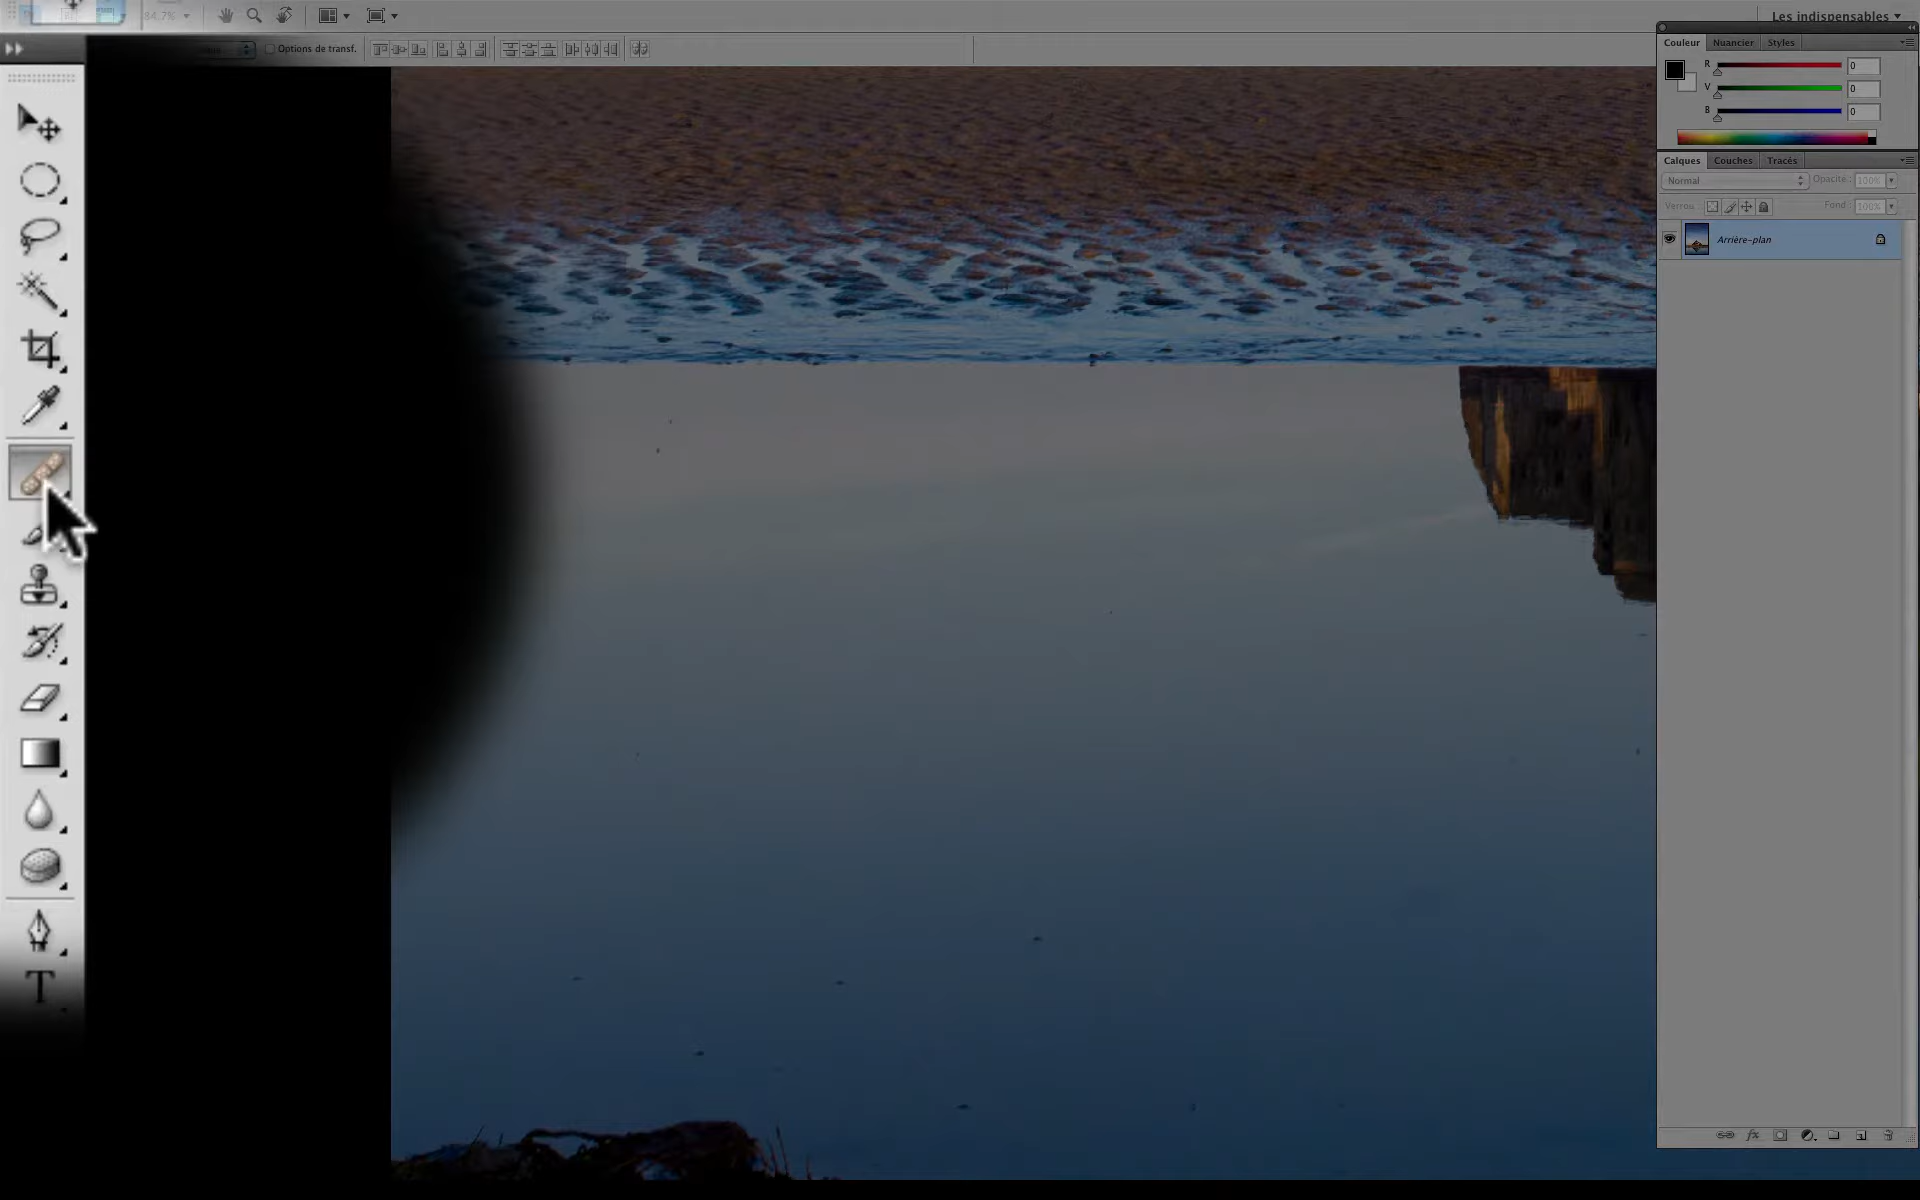 84.7%
Les indispensables
Options de transf.
Couleur Nuancier Styles
R 0
V 0
B 0
Calques Couches Tracés
Normal Opacité : 100%
Verrou : Fond : 100%
Arrière-plan
fx
T